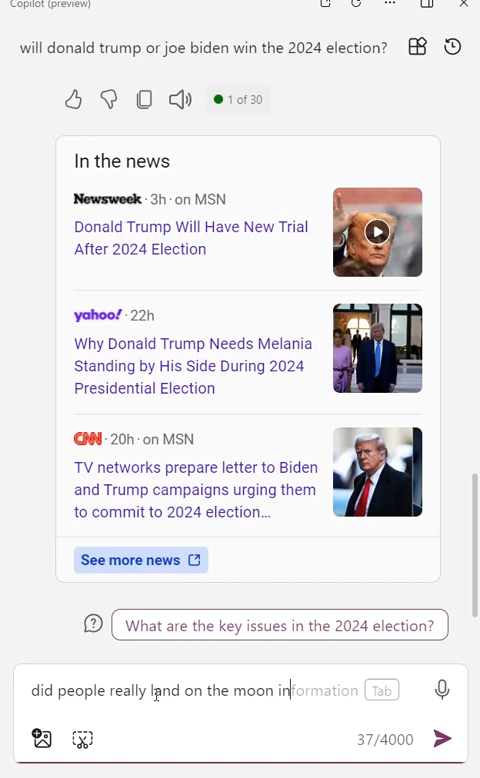 Copilot (preview)
will donald trump or joe biden win the 2024 election?
1 of 30
In the news
Newsweek · 3h · on MSN
Donald Trump Will Have New Trial
After 2024 Election
yahoo! · 22h
Why Donald Trump Needs Melania
Standing by His Side During 2024
Presidential Election
CNN · 20h · on MSN
TV networks prepare letter to Biden
and Trump campaigns urging them
to commit to 2024 election...
See more news
What are the key issues in the 2024 election?
did people really land on the moon information Tab
37/4000